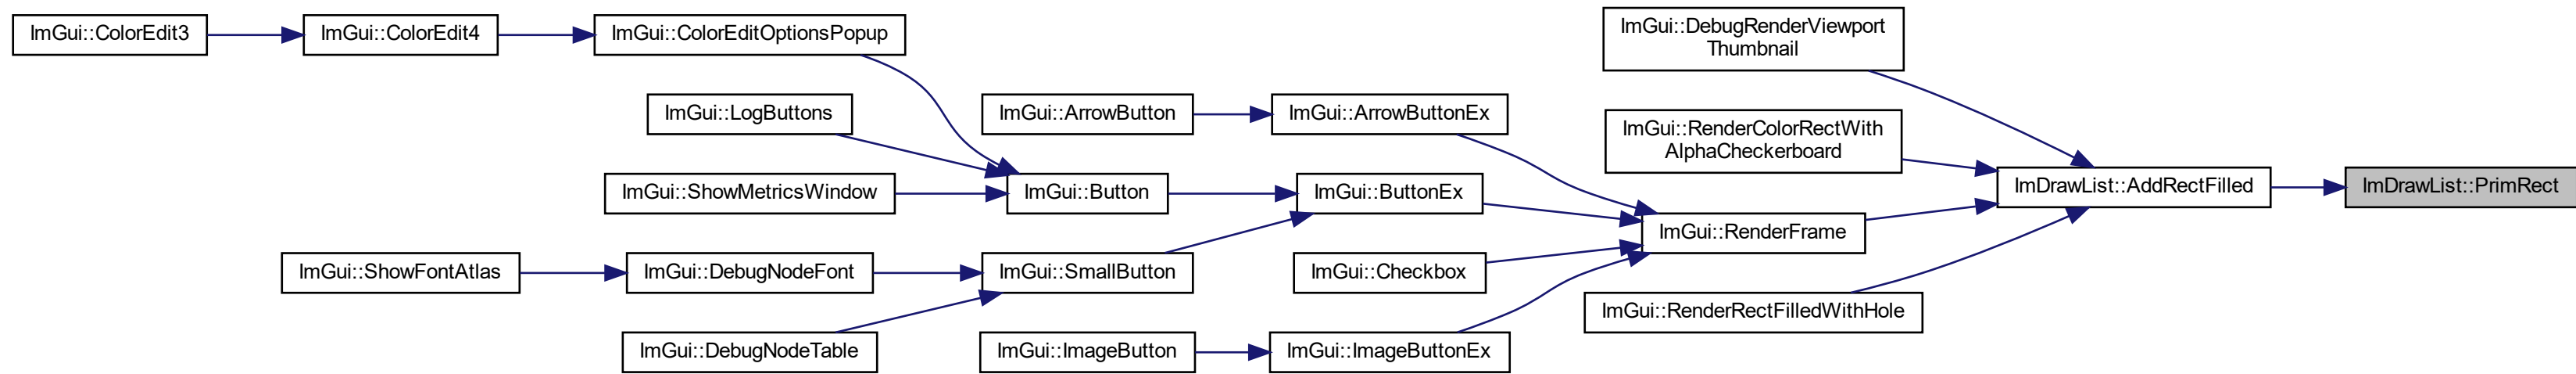 ImGui::ColorEdit3
ImGui::ColorEdit4
ImGui::ColorEditOptionsPopup
ImGui::DebugRenderViewport
Thumbnail
ImGui::LogButtons
ImGui::ArrowButton
ImGui::ArrowButtonEx
ImGui::RenderColorRectWith
AlphaCheckerboard
ImGui::ShowMetricsWindow
ImGui::Button
ImGui::ButtonEx
ImDrawList::AddRectFilled
ImDrawList::PrimRect
ImGui::RenderFrame
ImGui::ShowFontAtlas
ImGui::DebugNodeFont
ImGui::SmallButton
ImGui::Checkbox
ImGui::RenderRectFilledWithHole
ImGui::DebugNodeTable
ImGui::ImageButton
ImGui::ImageButtonEx